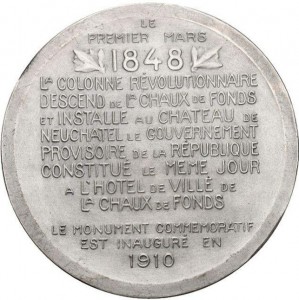 LE
PREMIER MARS
1848
LA COLONNE RÉVOLUTIONNAIRE
DESCEND DE LA CHAUX DE FONDS
ET INSTALLE AU CHATEAU DE
NEUCHATEL LE GOUVERNEMENT
PROVISOIRE DE LA RÉPUBLIQUE
CONSTITUÉ LE MEME JOUR
A L'HOTEL DE VILLE DE
LA CHAUX DE FONDS
LE MONUMENT COMMEMORATIF
EST INAUGURÉ EN
1910